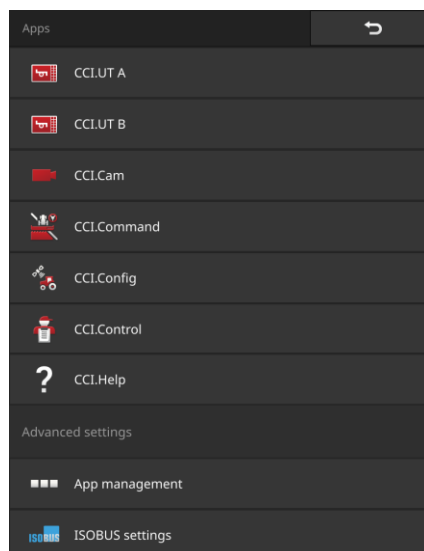 Apps
CCI.UT A
CCI.UT B
CCI.Cam
CCI.Command
CCI.Config
CCI.Control
? CCI.Help
Advanced settings
App management
ISOBUS ISOBUS settings